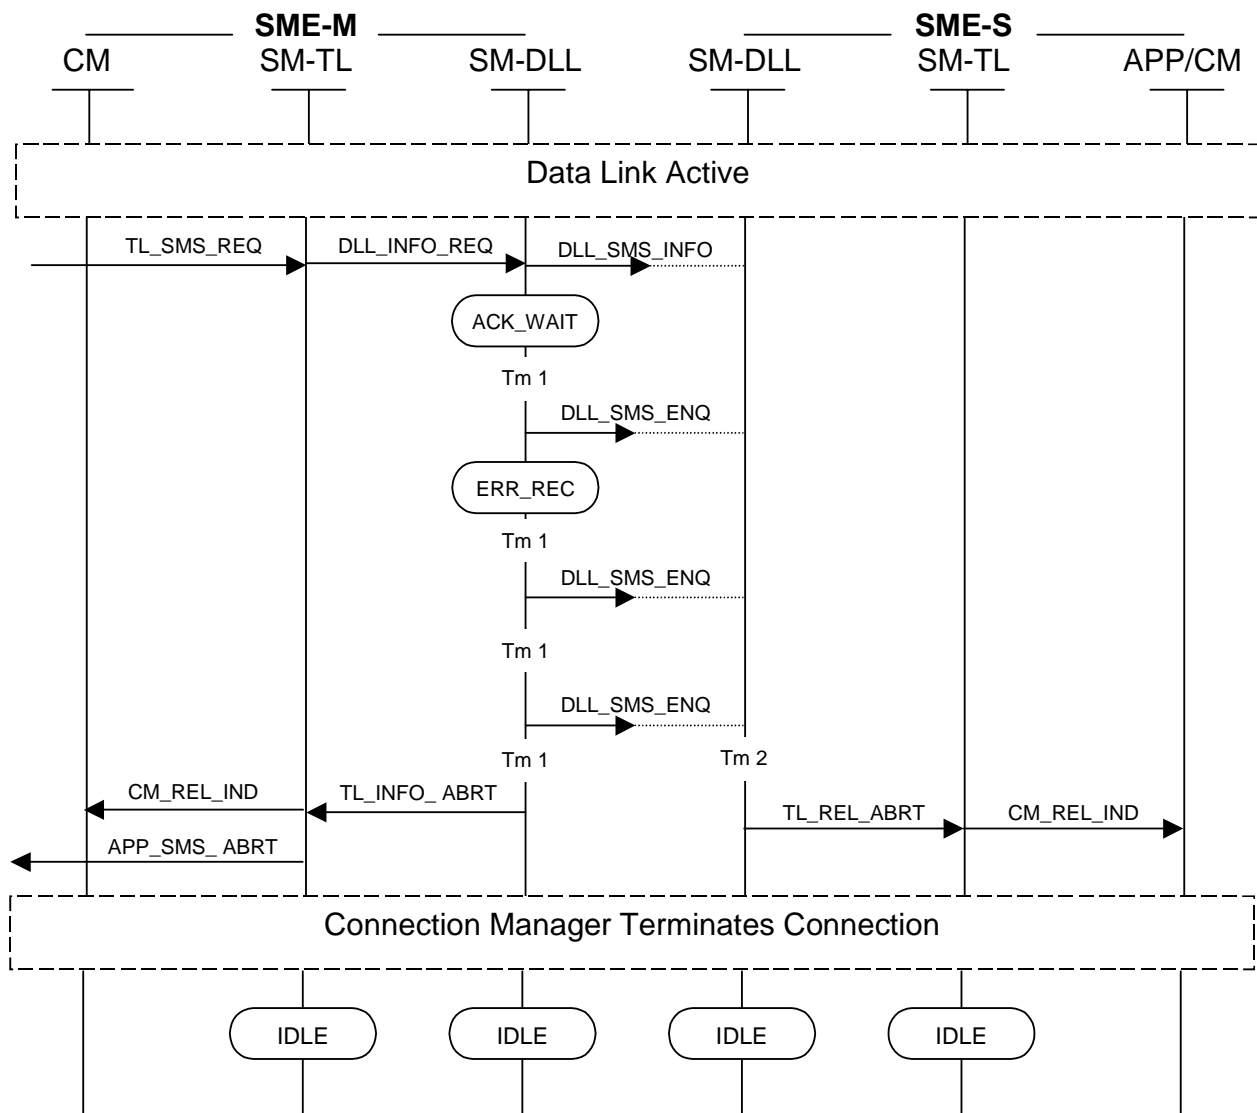 SME-M SME-S
CM SM-TL SM-DLL SM-DLL SM-TL APP/CM
Data Link Active
TL_SMS_REQ DLL_INFO_REQ DLL_SMS_INFO
ACK_WAIT
Tm 1
DLL_SMS_ENQ
ERR_REC
Tm 1
DLL_SMS_ENQ
Tm 1
DLL_SMS_ENQ
Tm 1 Tm 2
CM_REL_IND TL_INFO_ ABRT TL_REL_ABRT CM_REL_IND
APP_SMS_ ABRT
Connection Manager Terminates Connection
IDLE IDLE IDLE IDLE